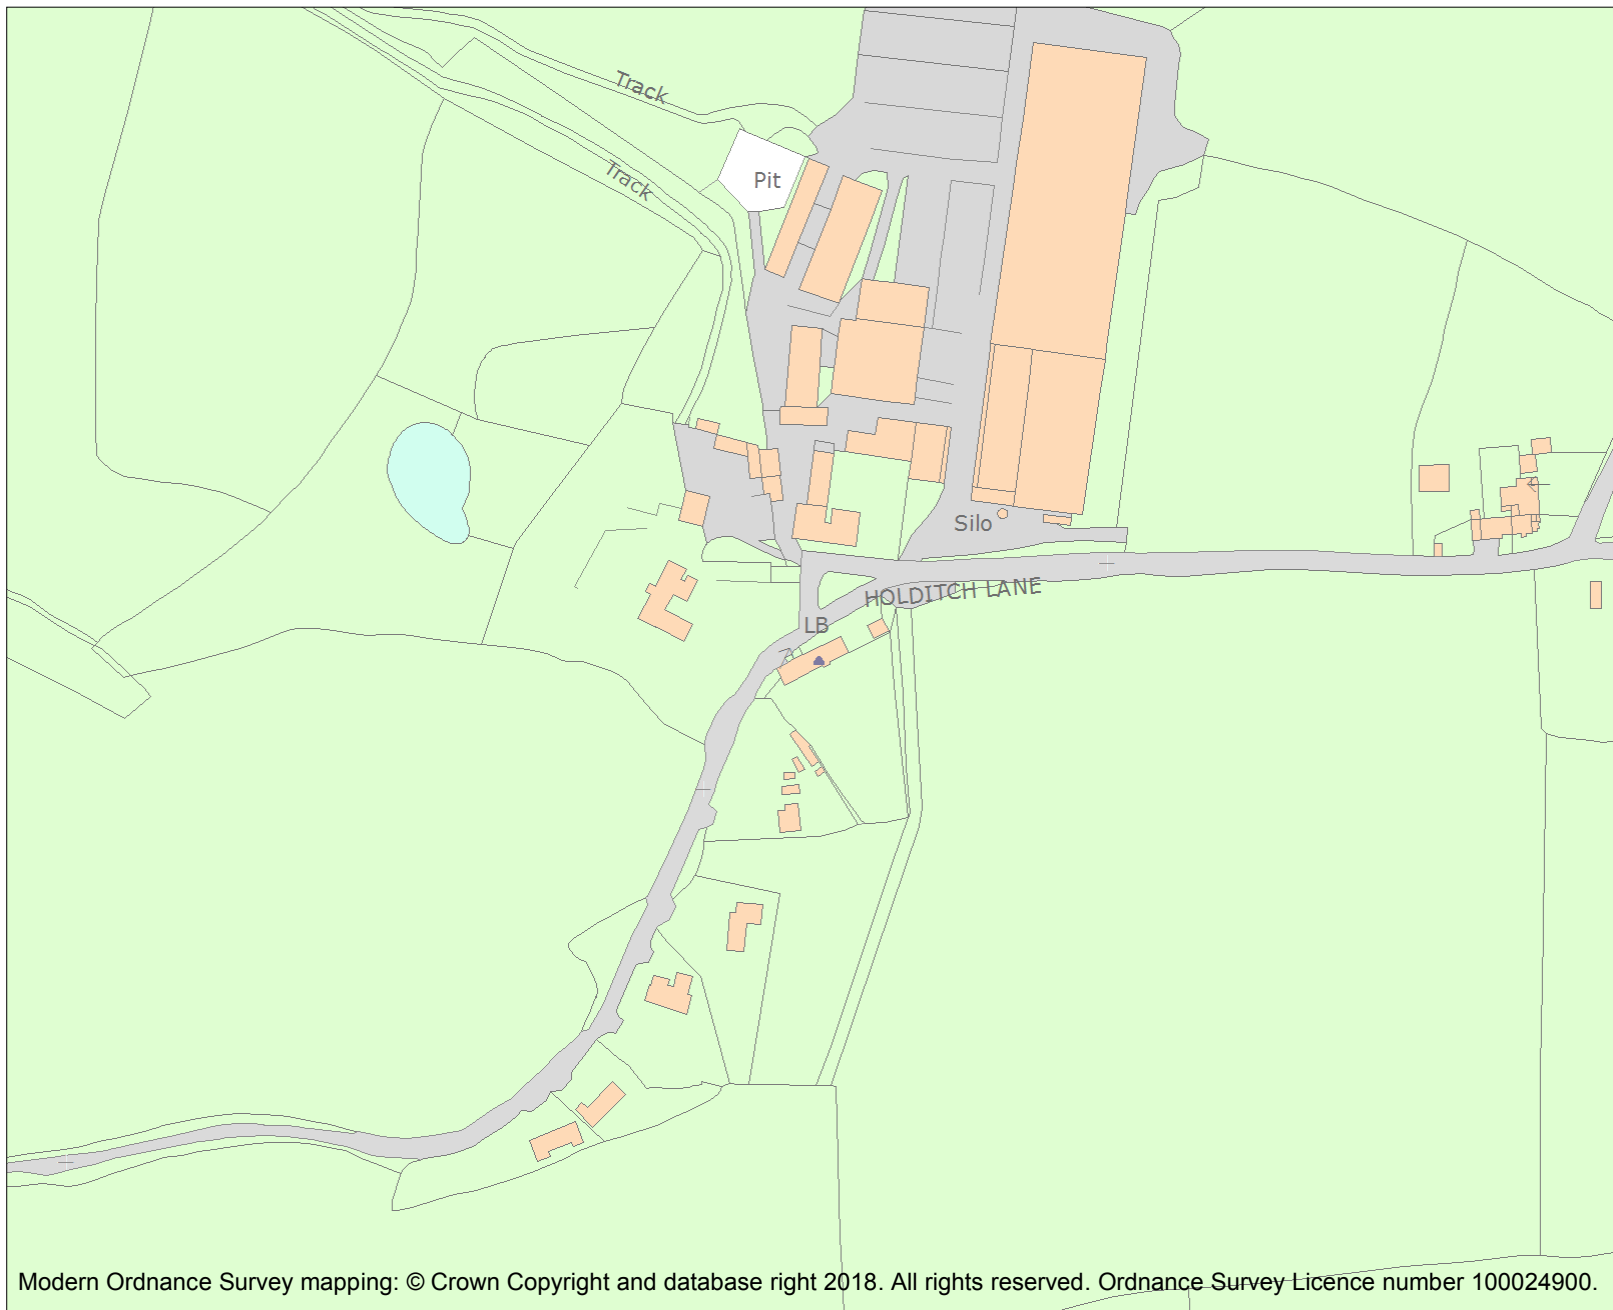 Track
Track
Pit
Silo
HOLDITCH LANE
LB
Modern Ordnance Survey mapping: © Crown Copyright and database right 2018. All rights reserved. Ordnance Survey Licence number 100024900.